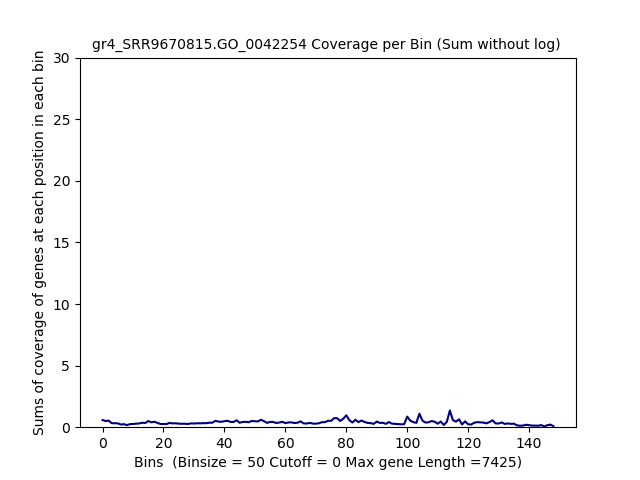 gr4_SRR9670815.GO_0042254 Coverage per Bin (Sum without log)
Sums of coverage of genes at each position in each bin
30
25
20
15
10
5
0
0 20 40 60 80 100 120 140
Bins  (Binsize = 50 Cutoff = 0 Max gene Length =7425)